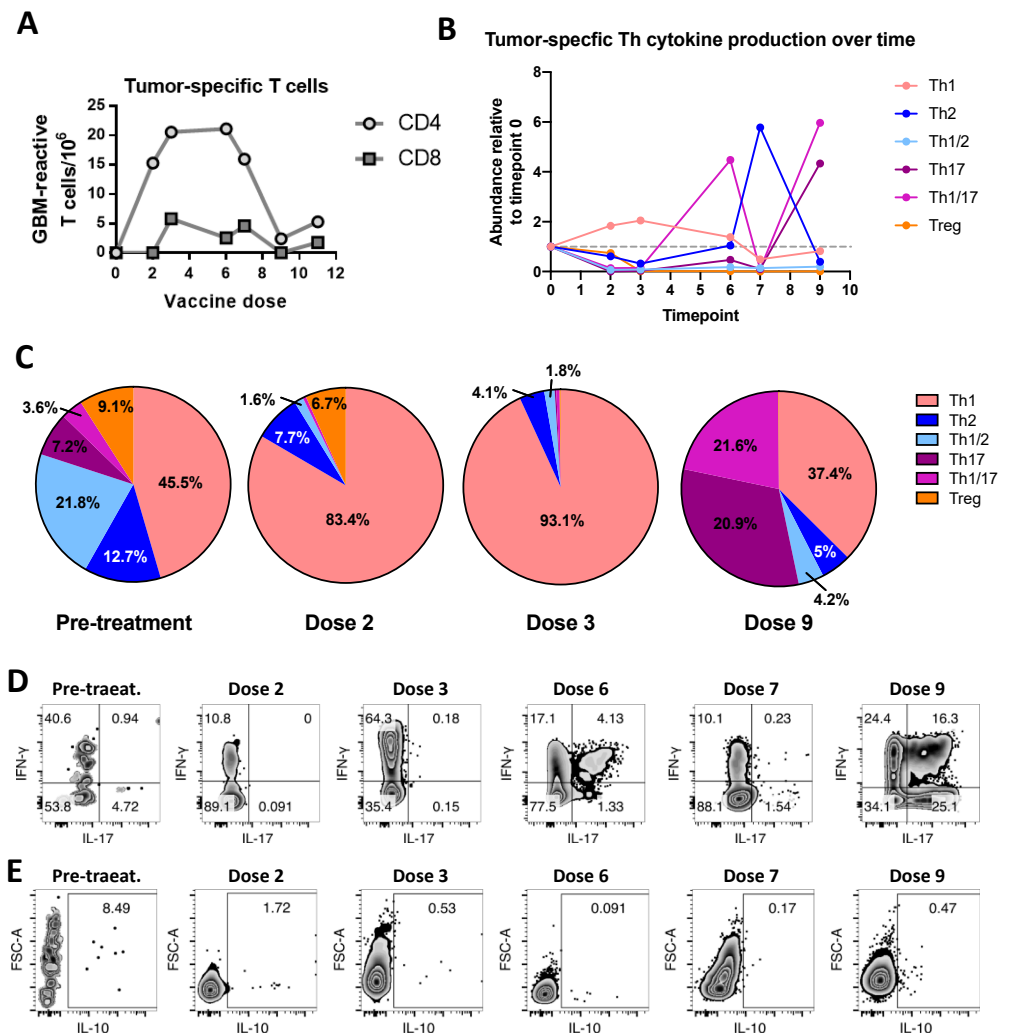 A
Tumor-specific T cells
GBM-reactive
T cells/10⁶
25
20
15
10
5
0
0 2 4 6 8 10 12
Vaccine dose
CD4
CD8
B
Tumor-specfic Th cytokine production over time
Abundance relative
to timepoint 0
8
6
4
2
0
0 1 2 3 4 5 6 7 8 9 10
Timepoint
Th1
Th2
Th1/2
Th17
Th1/17
Treg
C
3.6%
9.1%
7.2%
45.5%
21.8%
12.7%
Pre-treatment
1.6%
6.7%
7.7%
83.4%
Dose 2
1.8%
4.1%
93.1%
Dose 3
21.6%
37.4%
20.9%
5%
4.2%
Dose 9
Th1
Th2
Th1/2
Th17
Th1/17
Treg
D
Pre-traeat.
40.6 0.94
IFN-γ
53.8 4.72
IL-17
Dose 2
10.8 0
IFN-γ
89.1 0.091
IL-17
Dose 3
64.3 0.18
IFN-γ
35.4 0.15
IL-17
Dose 6
17.1 4.13
IFN-γ
77.5 1.33
IL-17
Dose 7
10.1 0.23
IFN-γ
88.1 1.54
IL-17
Dose 9
24.4 16.3
IFN-γ
34.1 25.1
IL-17
E
Pre-traeat.
8.49
FSC-A
IL-10
Dose 2
1.72
FSC-A
IL-10
Dose 3
0.53
FSC-A
IL-10
Dose 6
0.091
FSC-A
IL-10
Dose 7
0.17
FSC-A
IL-10
Dose 9
0.47
FSC-A
IL-10